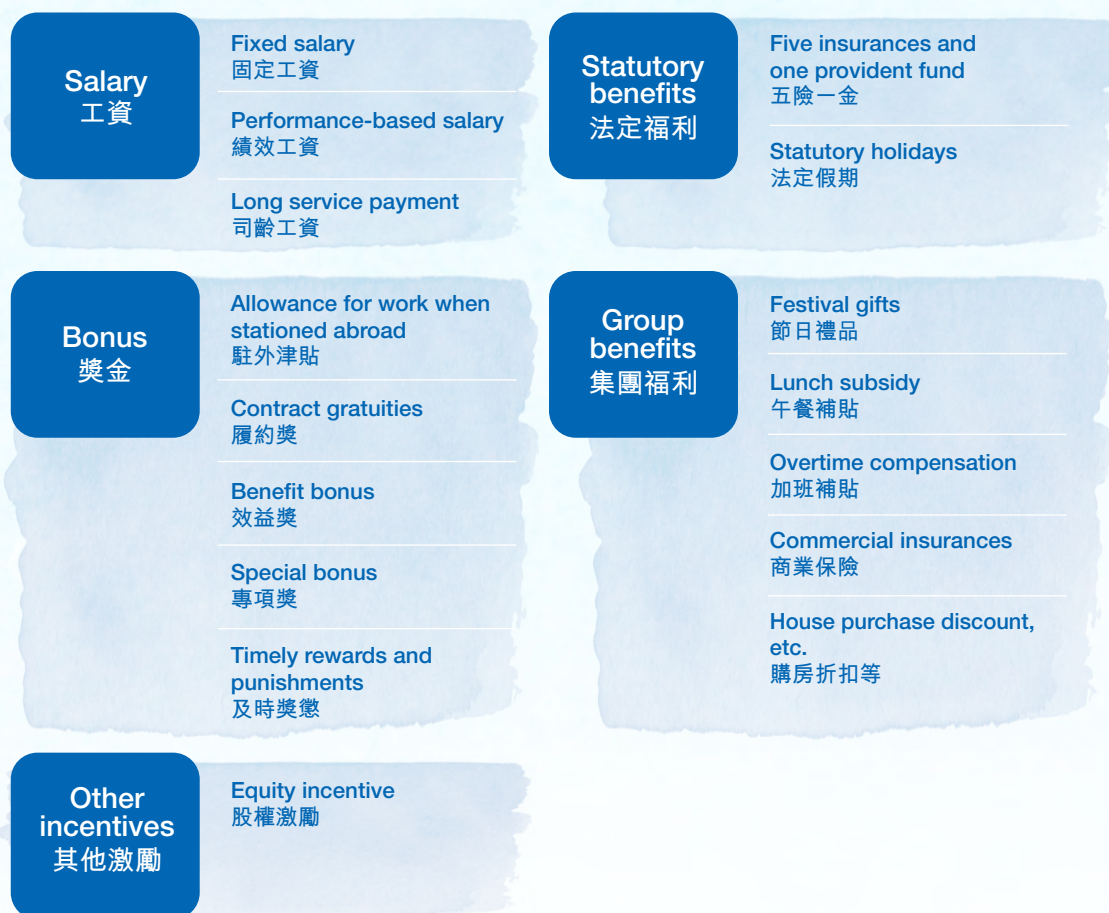 Salary
工資
Fixed salary
固定工資
Performance-based salary
績效工資
Long service payment
司齡工資
Statutory
benefits
法定福利
Five insurances and
one provident fund
五險一金
Statutory holidays
法定假期
Bonus
獎金
Allowance for work when
stationed abroad
駐外津貼
Contract gratuities
履約獎
Benefit bonus
效益獎
Special bonus
專項獎
Timely rewards and
punishments
及時獎懲
Group
benefits
集團福利
Festival gifts
節日禮品
Lunch subsidy
午餐補貼
Overtime compensation
加班補貼
Commercial insurances
商業保險
House purchase discount,
etc.
購房折扣等
Other
incentives
其他激勵
Equity incentive
股權激勵